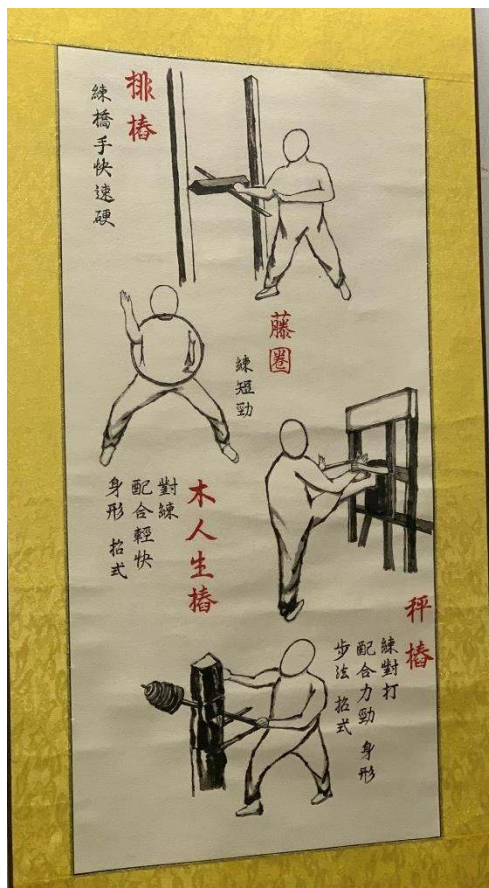 排樁
練橋手快速硬
藤圈
練短勁
木人生樁
對練
配合輕快
身形 招式
秤樁
練對打
配合力勁 身形
步法 招式